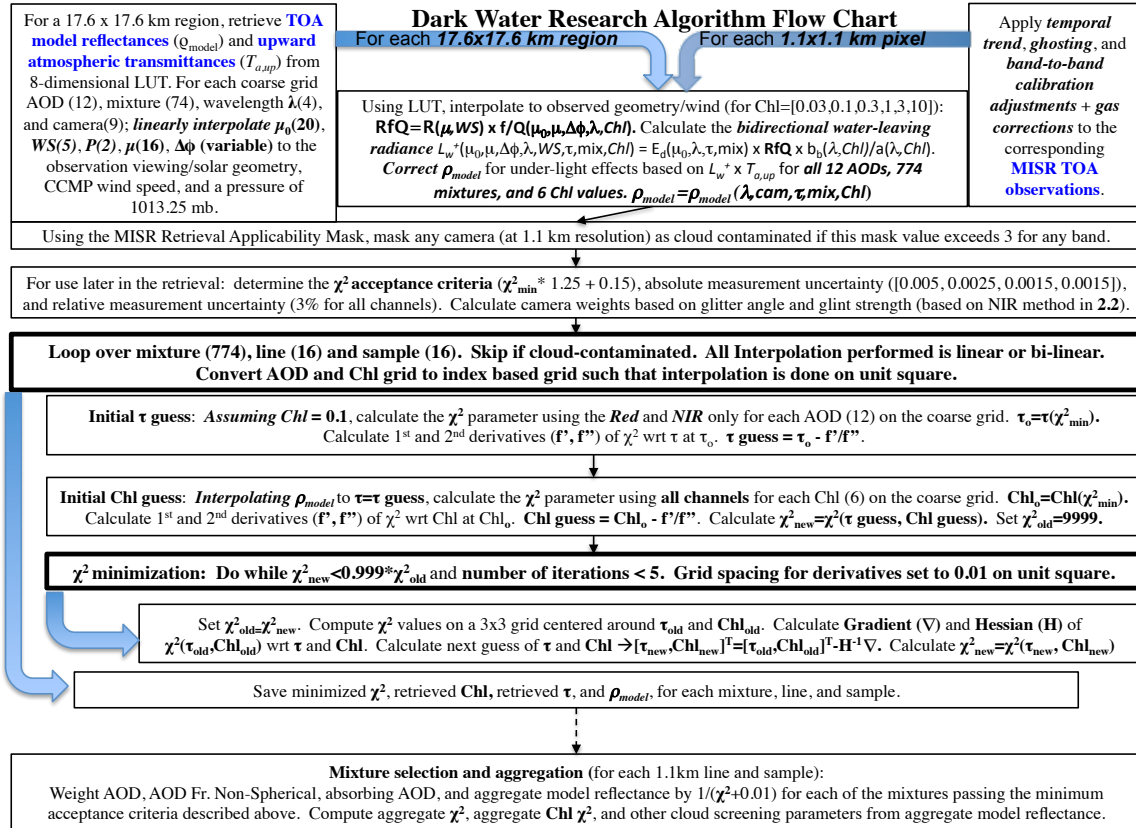 Dark Water Research Algorithm Flow Chart
For a 17.6 x 17.6 km region, retrieve TOA
model reflectances (ϱmodel) and upward
atmospheric transmittances (Ta,up) from
8-dimensional LUT. For each coarse grid
AOD (12), mixture (74), wavelength λ(4),
and camera(9); linearly interpolate μ0(20),
WS(5), P(2), μ(16), Δϕ (variable) to the
observation viewing/solar geometry,
CCMP wind speed, and a pressure of
1013.25 mb.
For each 17.6x17.6 km region
For each 1.1x1.1 km pixel
Using LUT, interpolate to observed geometry/wind (for Chl=[0.03,0.1,0.3,1,3,10]):
RfQ=R(μ,WS) x f/Q(μ0,μ,Δϕ,λ,Chl). Calculate the bidirectional water-leaving
radiance Lw+(μ0,μ,Δϕ,λ,WS,τ,mix,Chl) = Ed(μ0,λ,τ,mix) x RfQ x bb(λ,Chl)/a(λ,Chl).
Correct ρmodel for under-light effects based on Lw+ x Ta,up for all 12 AODs, 774
mixtures, and 6 Chl values. ρmodel=ρmodel(λ,cam,τ,mix,Chl)
Apply temporal
trend, ghosting, and
band-to-band
calibration
adjustments + gas
corrections to the
corresponding
MISR TOA
observations.
Using the MISR Retrieval Applicability Mask, mask any camera (at 1.1 km resolution) as cloud contaminated if this mask value exceeds 3 for any band.
For use later in the retrieval: determine the χ² acceptance criteria (χ²min* 1.25 + 0.15), absolute measurement uncertainty ([0.005, 0.0025, 0.0015, 0.0015]),
and relative measurement uncertainty (3% for all channels). Calculate camera weights based on glitter angle and glint strength (based on NIR method in 2.2).
Loop over mixture (774), line (16) and sample (16). Skip if cloud-contaminated. All Interpolation performed is linear or bi-linear.
Convert AOD and Chl grid to index based grid such that interpolation is done on unit square.
Initial τ guess: Assuming Chl = 0.1, calculate the χ² parameter using the Red and NIR only for each AOD (12) on the coarse grid. τo=τ(χ²min).
Calculate 1st and 2nd derivatives (f', f") of χ² wrt τ at τo. τ guess = τo - f'/f".
Initial Chl guess: Interpolating ρmodel to τ=τ guess, calculate the χ² parameter using all channels for each Chl (6) on the coarse grid. Chlo=Chl(χ²min).
Calculate 1st and 2nd derivatives (f', f") of χ² wrt Chl at Chlo. Chl guess = Chlo - f'/f". Calculate χ²new=χ²(τ guess, Chl guess). Set χ²old=9999.
χ² minimization: Do while χ²new<0.999*χ²old and number of iterations < 5. Grid spacing for derivatives set to 0.01 on unit square.
Set χ²old=χ²new. Compute χ² values on a 3x3 grid centered around τold and Chlold. Calculate Gradient (∇) and Hessian (H) of
χ²(τold,Chlold) wrt τ and Chl. Calculate next guess of τ and Chl →[τnew,Chlnew]T=[τold,Chlold]T-H-1∇. Calculate χ²new=χ²(τnew, Chlnew)
Save minimized χ², retrieved Chl, retrieved τ, and ρmodel, for each mixture, line, and sample.
Mixture selection and aggregation (for each 1.1km line and sample):
Weight AOD, AOD Fr. Non-Spherical, absorbing AOD, and aggregate model reflectance by 1/(χ²+0.01) for each of the mixtures passing the minimum
acceptance criteria described above. Compute aggregate χ², aggregate Chl χ², and other cloud screening parameters from aggregate model reflectance.